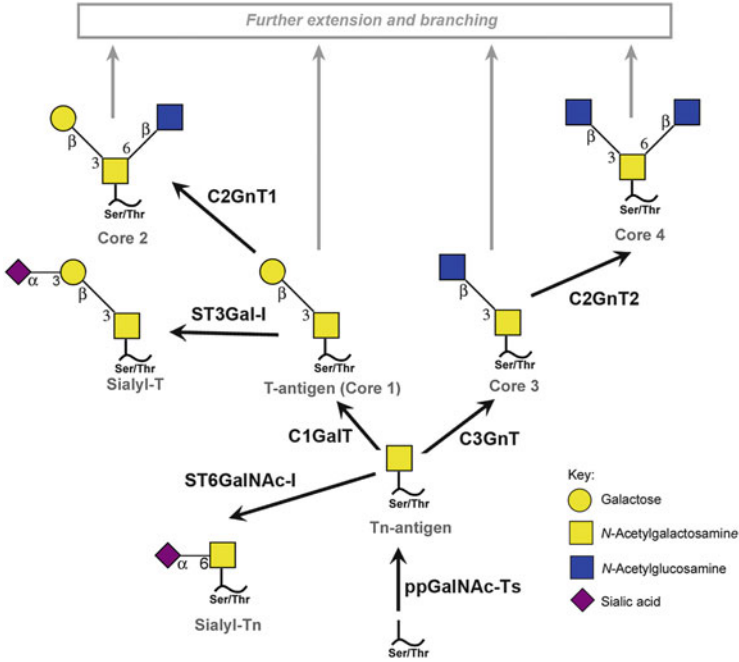 Further extension and branching
β
3
6
β
Ser/Thr
Core 2
β
3
6
β
Ser/Thr
Core 4
C2GnT1
α
3
β
3
Ser/Thr
Sialyl-T
ST3Gal-I
β
3
Ser/Thr
T-antigen (Core 1)
β
3
Ser/Thr
Core 3
C2GnT2
C1GalT
C3GnT
Ser/Thr
Tn-antigen
ST6GalNAc-I
α
6
Ser/Thr
Sialyl-Tn
ppGalNAc-Ts
Ser/Thr
Key:
Galactose
N-Acetylgalactosamine
N-Acetylglucosamine
Sialic acid